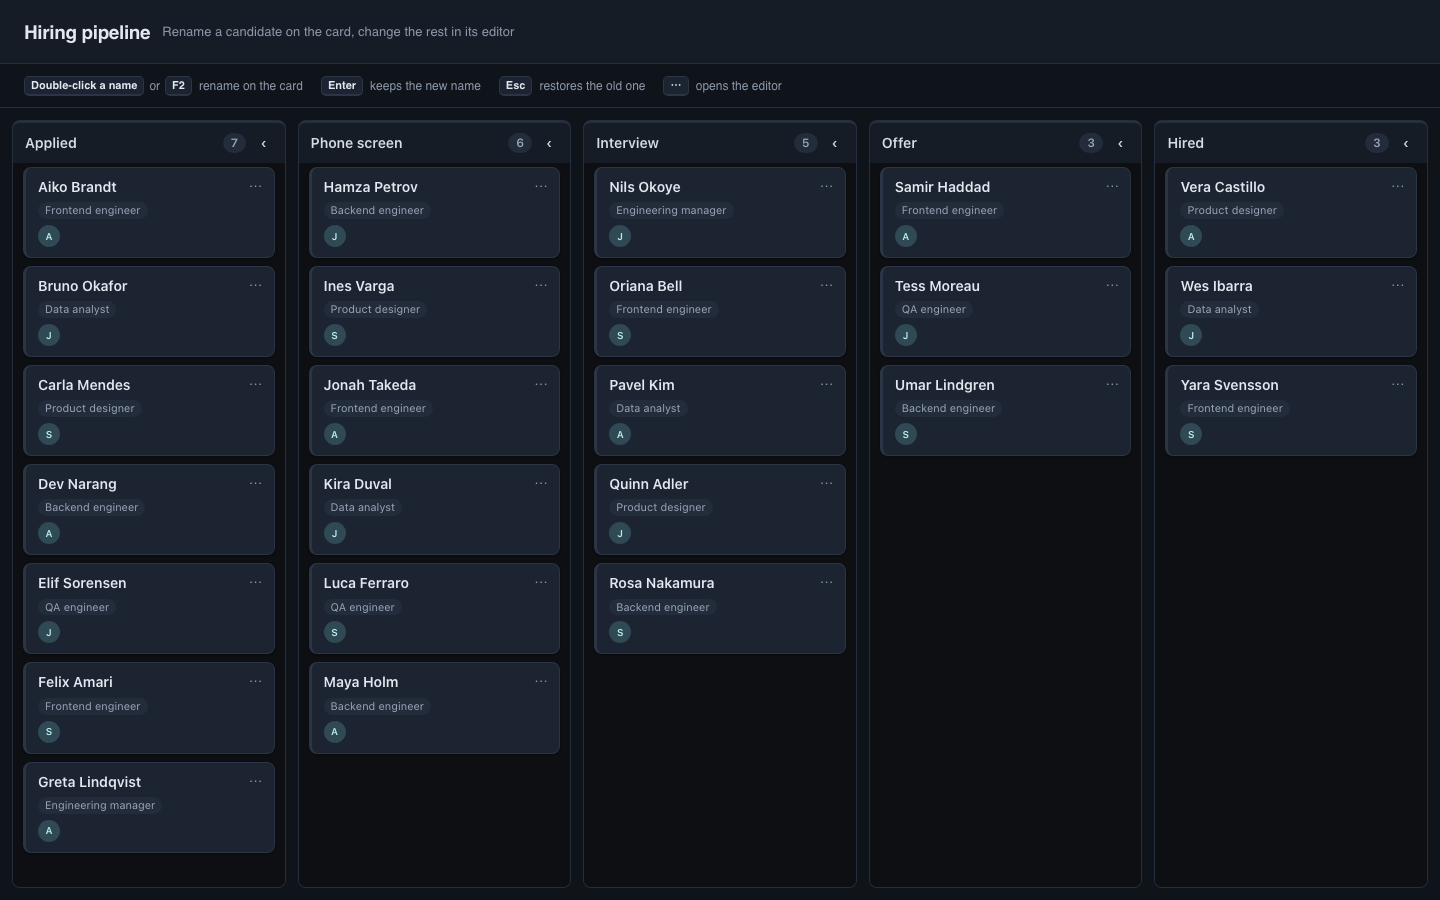 Hiring pipeline Rename a candidate on the card, change the rest in its editor
Double-click a name or F2 rename on the card Enter keeps the new name Esc restores the old one ··· opens the editor
Applied 7 ‹
Aiko Brandt ···
Frontend engineer
A
Bruno Okafor ···
Data analyst
J
Carla Mendes ···
Product designer
S
Dev Narang ···
Backend engineer
A
Elif Sorensen ···
QA engineer
J
Felix Amari ···
Frontend engineer
S
Greta Lindqvist ···
Engineering manager
A
Phone screen 6 ‹
Hamza Petrov ···
Backend engineer
J
Ines Varga ···
Product designer
S
Jonah Takeda ···
Frontend engineer
A
Kira Duval ···
Data analyst
J
Luca Ferraro ···
QA engineer
S
Maya Holm ···
Backend engineer
A
Interview 5 ‹
Nils Okoye ···
Engineering manager
J
Oriana Bell ···
Frontend engineer
S
Pavel Kim ···
Data analyst
A
Quinn Adler ···
Product designer
J
Rosa Nakamura ···
Backend engineer
S
Offer 3 ‹
Samir Haddad ···
Frontend engineer
A
Tess Moreau ···
QA engineer
J
Umar Lindgren ···
Backend engineer
S
Hired 3 ‹
Vera Castillo ···
Product designer
A
Wes Ibarra ···
Data analyst
J
Yara Svensson ···
Frontend engineer
S